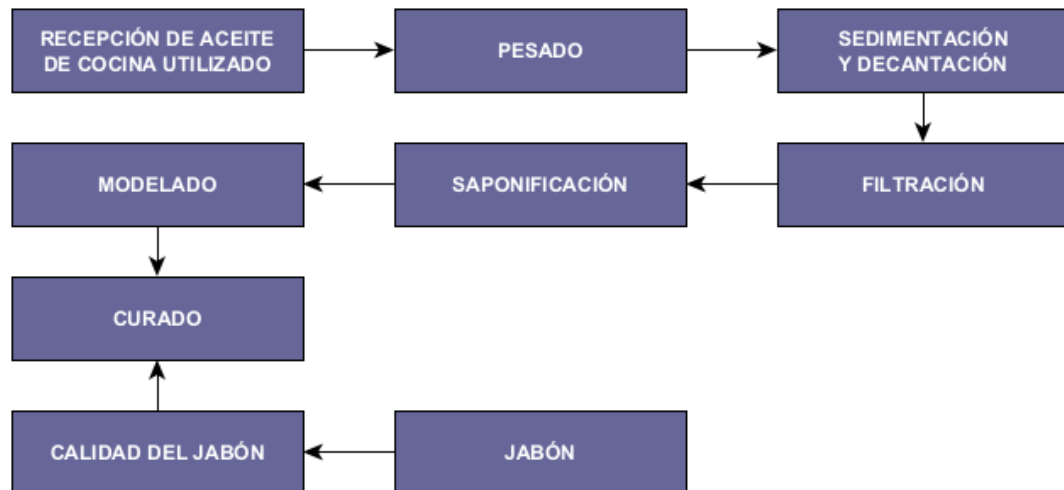 RECEPCIÓN DE ACEITE
DE COCINA UTILIZADO
PESADO
SEDIMENTACIÓN
Y DECANTACIÓN
MODELADO
SAPONIFICACIÓN
FILTRACIÓN
CURADO
CALIDAD DEL JABÓN
JABÓN